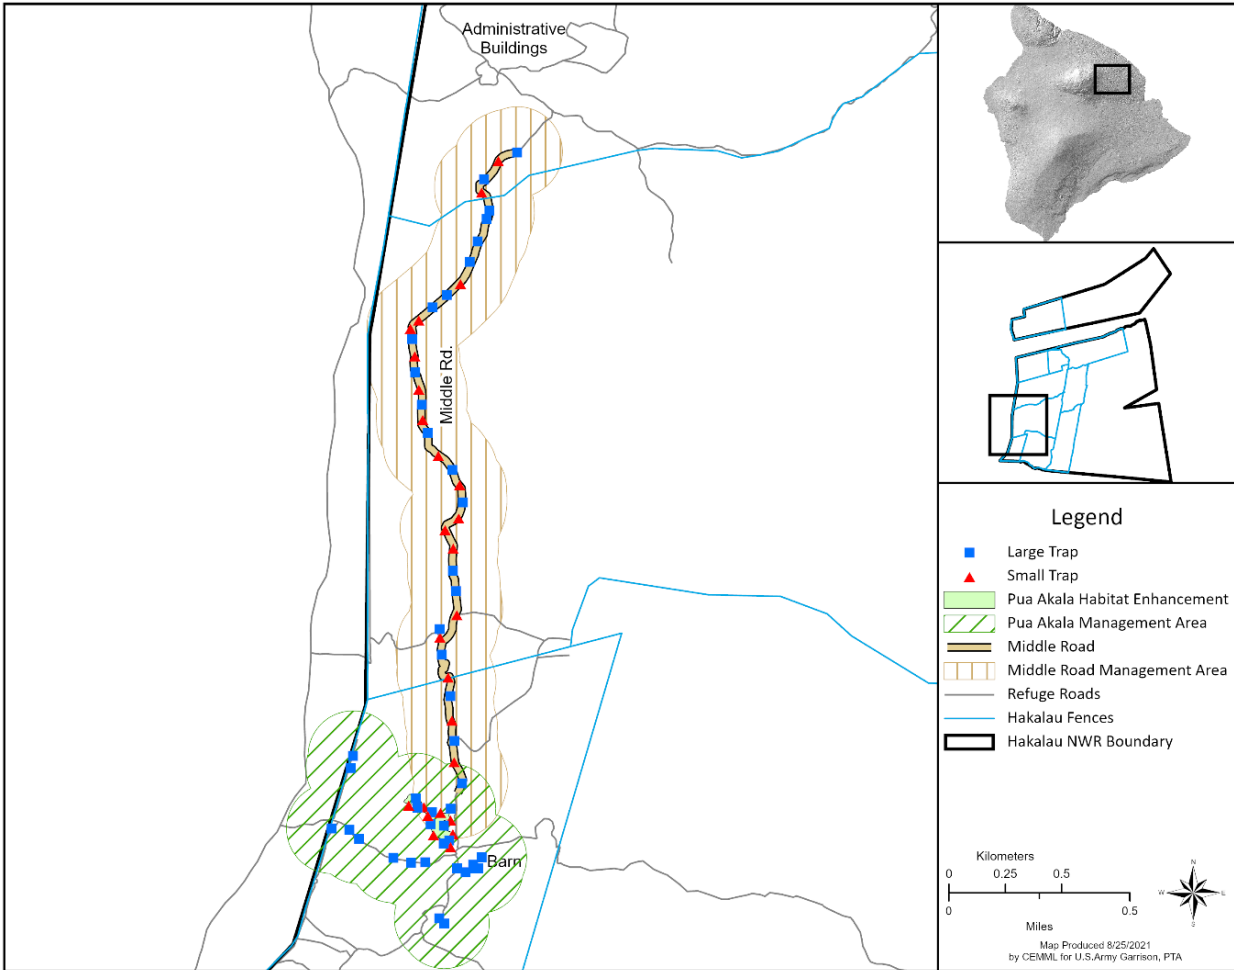 Administrative
Buildings
Middle Rd.
Barn
Legend
Large Trap
Small Trap
Pua Akala Habitat Enhancement
Pua Akala Management Area
Middle Road
Middle Road Management Area
Refuge Roads
Hakalau Fences
Hakalau NWR Boundary
Kilometers
0 0.25 0.5
0 0.5
Miles
N
W E
S
Map Produced 8/25/2021
by CEMML for U.S.Army Garrison, PTA